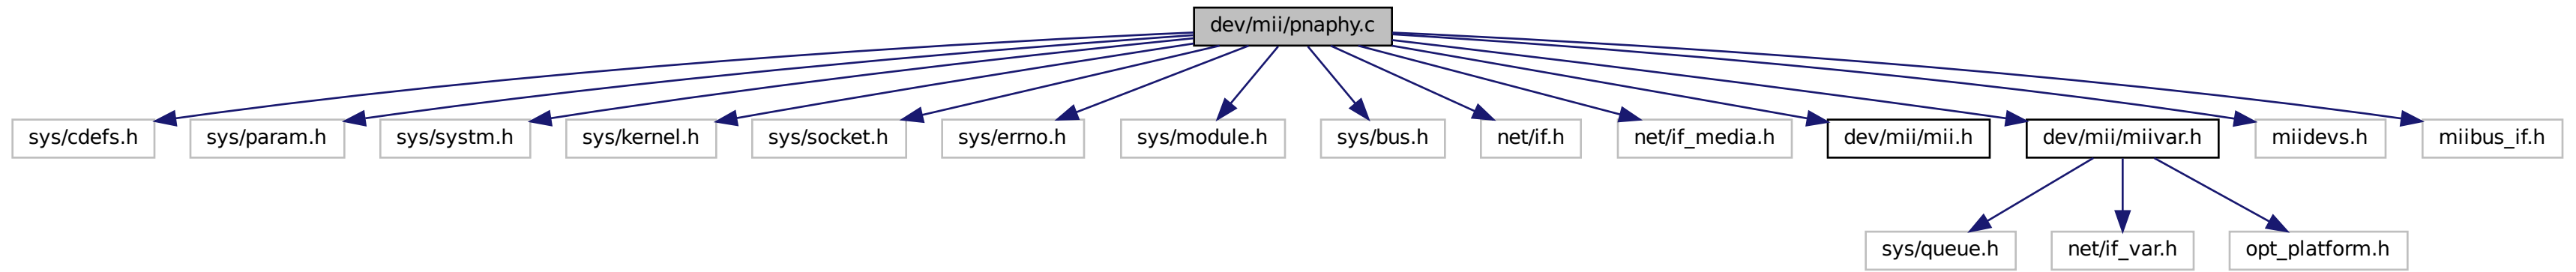 dev/mii/pnaphy.c
sys/cdefs.h
sys/param.h
sys/systm.h
sys/kernel.h
sys/socket.h
sys/errno.h
sys/module.h
sys/bus.h
net/if.h
net/if_media.h
dev/mii/mii.h
dev/mii/miivar.h
miidevs.h
miibus_if.h
sys/queue.h
net/if_var.h
opt_platform.h